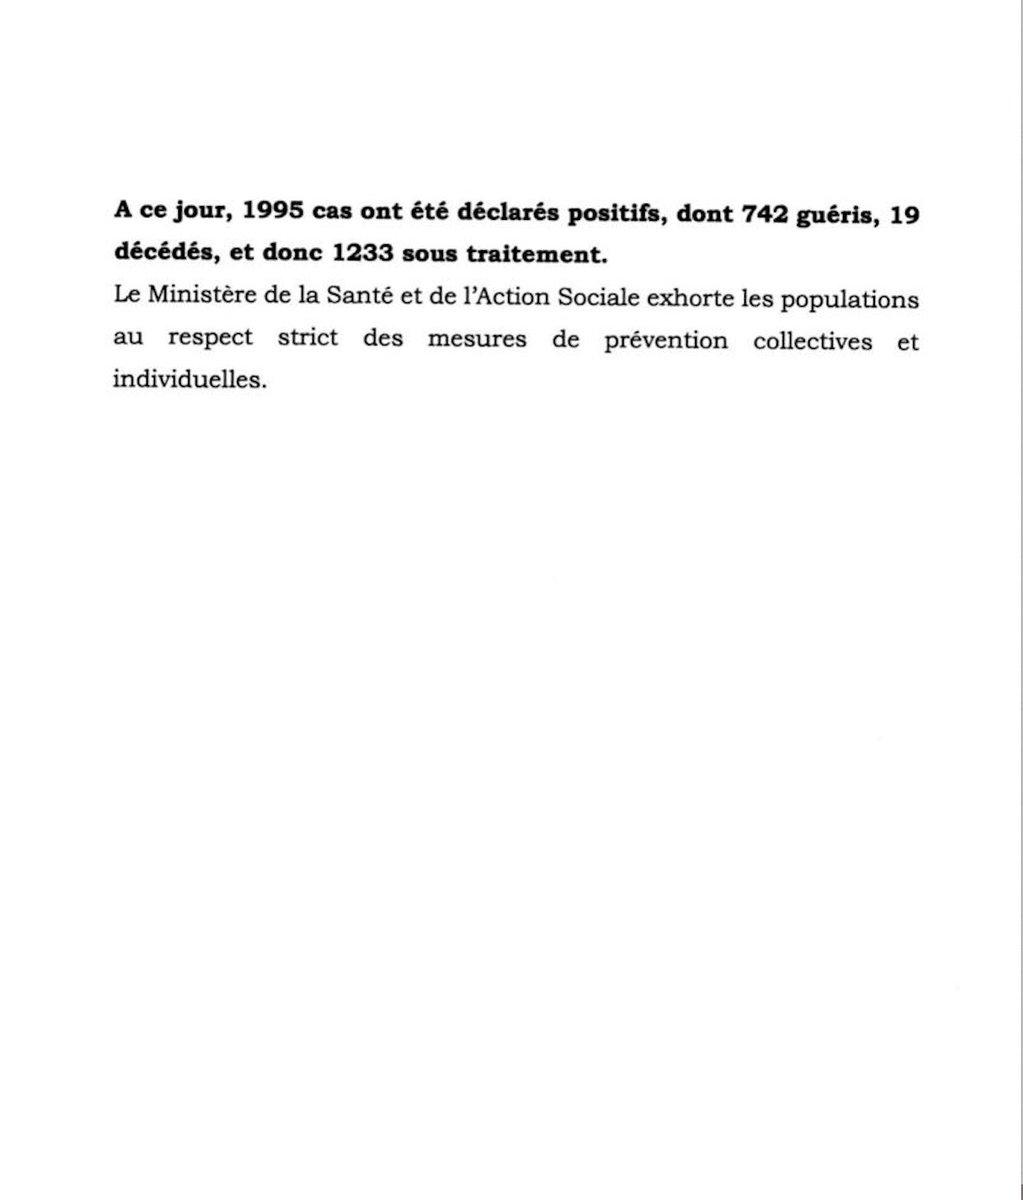 A ce jour, 1995 cas ont été déclarés positifs, dont 742 guéris, 19
décédés, et donc 1233 sous traitement.
Le Ministère de la Santé et de l'Action Sociale exhorte les populations
au respect strict des mesures de prévention collectives et
individuelles.